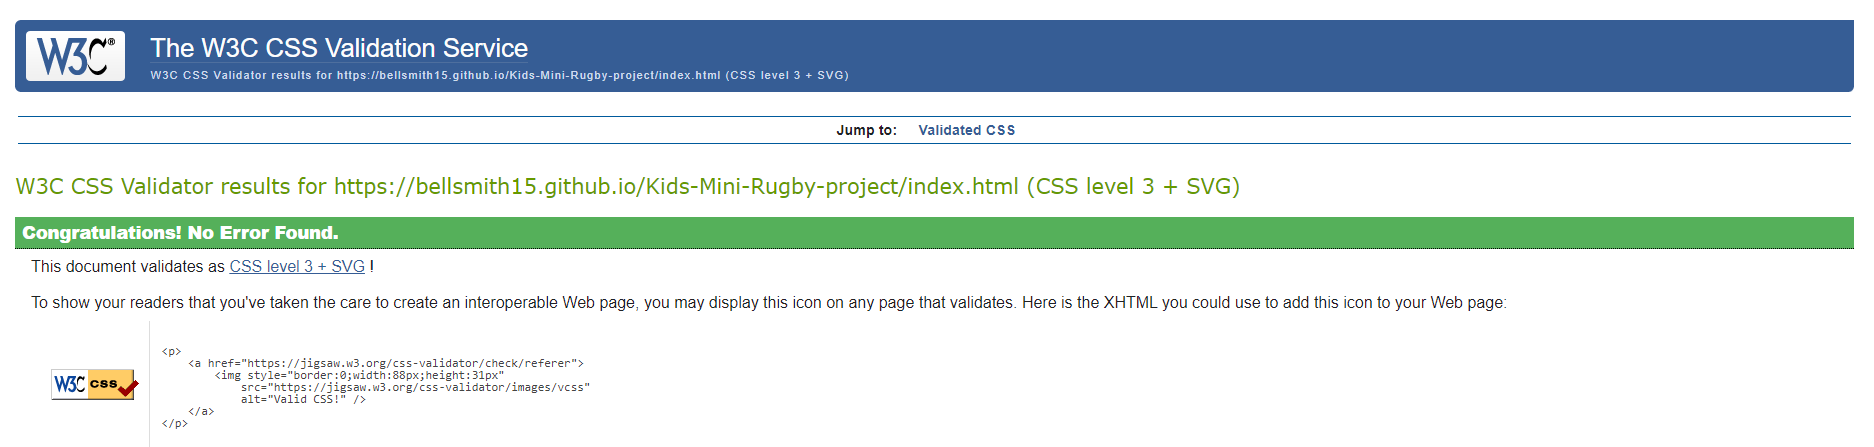 W3C®
The W3C CSS Validation Service
W3C CSS Validator results for https://bellsmith15.github.io/Kids-Mini-Rugby-project/index.html (CSS level 3 + SVG)
Jump to: Validated CSS
W3C CSS Validator results for https://bellsmith15.github.io/Kids-Mini-Rugby-project/index.html (CSS level 3 + SVG)
Congratulations! No Error Found.
This document validates as CSS level 3 + SVG !
To show your readers that you've taken the care to create an interoperable Web page, you may display this icon on any page that validates. Here is the XHTML you could use to add this icon to your Web page:
W3C css
<p>
    <a href="https://jigsaw.w3.org/css-validator/check/referer">
        <img style="border:0;width:88px;height:31px"
            src="https://jigsaw.w3.org/css-validator/images/vcss"
            alt="Valid CSS!" />
    </a>
</p>